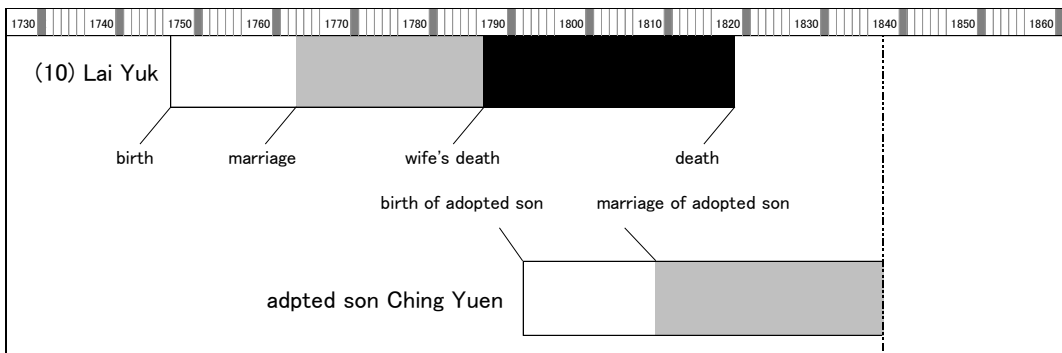 1730 1740 1750 1760 1770 1780 1790 1800 1810 1820 1830 1840 1850 1860
(10) Lai Yuk
birth marriage wife's death death
birth of adopted son marriage of adopted son
adpted son Ching Yuen